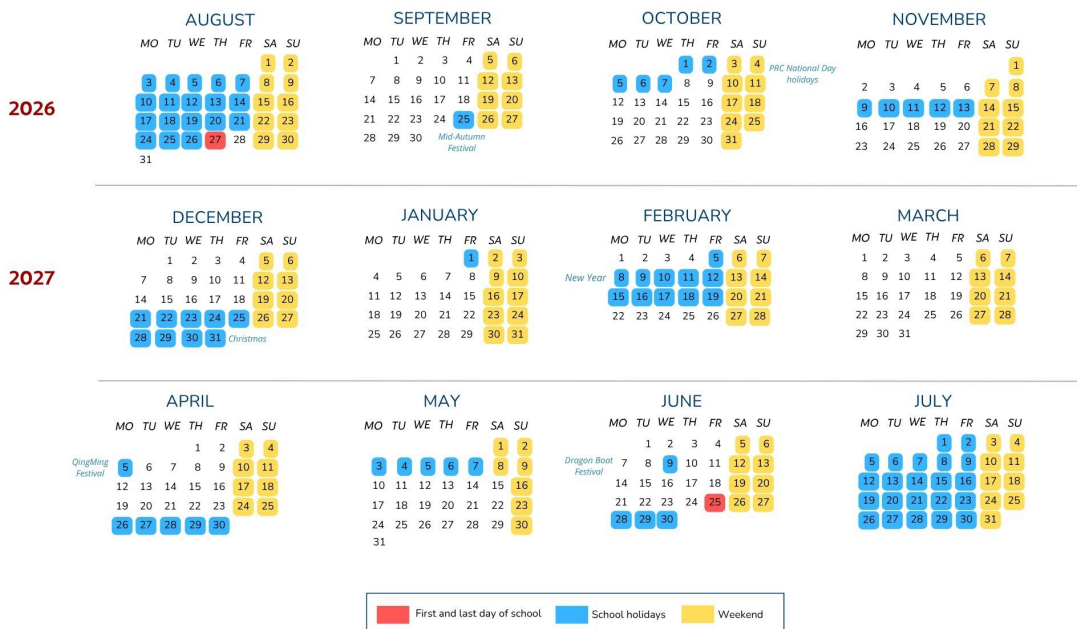 AUGUST SEPTEMBER OCTOBER NOVEMBER
MO TU WE TH FR SA SU MO TU WE TH FR SA SU MO TU WE TH FR SA SU MO TU WE TH FR SA SU
1 2 1 2 3 4 5 6 1 2 3 4 1
PRC National Day
holidays
3 4 5 6 7 8 9 7 8 9 10 11 12 13 5 6 7 8 9 10 11 2 3 4 5 6 7 8
2026
10 11 12 13 14 15 16 14 15 16 17 18 19 20 12 13 14 15 16 17 18 9 10 11 12 13 14 15
17 18 19 20 21 22 23 21 22 23 24 25 26 27 19 20 21 22 23 24 25 16 17 18 19 20 21 22
24 25 26 27 28 29 30 28 29 30 26 27 28 29 30 31 23 24 25 26 27 28 29
Mid-Autumn
Festival
31
DECEMBER JANUARY FEBRUARY MARCH
MO TU WE TH FR SA SU MO TU WE TH FR SA SU MO TU WE TH FR SA SU MO TU WE TH FR SA SU
1 2 3 4 5 6 1 2 3 1 2 3 4 5 6 7 1 2 3 4 5 6 7
2027
7 8 9 10 11 12 13 4 5 6 7 8 9 10 New Year 8 9 10 11 12 13 14 8 9 10 11 12 13 14
14 15 16 17 18 19 20 11 12 13 14 15 16 17 15 16 17 18 19 20 21 15 16 17 18 19 20 21
21 22 23 24 25 26 27 18 19 20 21 22 23 24 22 23 24 25 26 27 28 22 23 24 25 26 27 28
28 29 30 31 Christmas 25 26 27 28 29 30 31 29 30 31
APRIL MAY JUNE JULY
MO TU WE TH FR SA SU MO TU WE TH FR SA SU MO TU WE TH FR SA SU MO TU WE TH FR SA SU
1 2 3 4 1 2 1 2 3 4 5 6 1 2 3 4
QingMing
Festival
Dragon Boat
Festival
5 6 7 8 9 10 11 3 4 5 6 7 8 9 7 8 9 10 11 12 13 5 6 7 8 9 10 11
12 13 14 15 16 17 18 10 11 12 13 14 15 16 14 15 16 17 18 19 20 12 13 14 15 16 17 18
19 20 21 22 23 24 25 17 18 19 20 21 22 23 21 22 23 24 25 26 27 19 20 21 22 23 24 25
26 27 28 29 30 24 25 26 27 28 29 30 28 29 30 26 27 28 29 30 31
31
First and last day of school School holidays Weekend